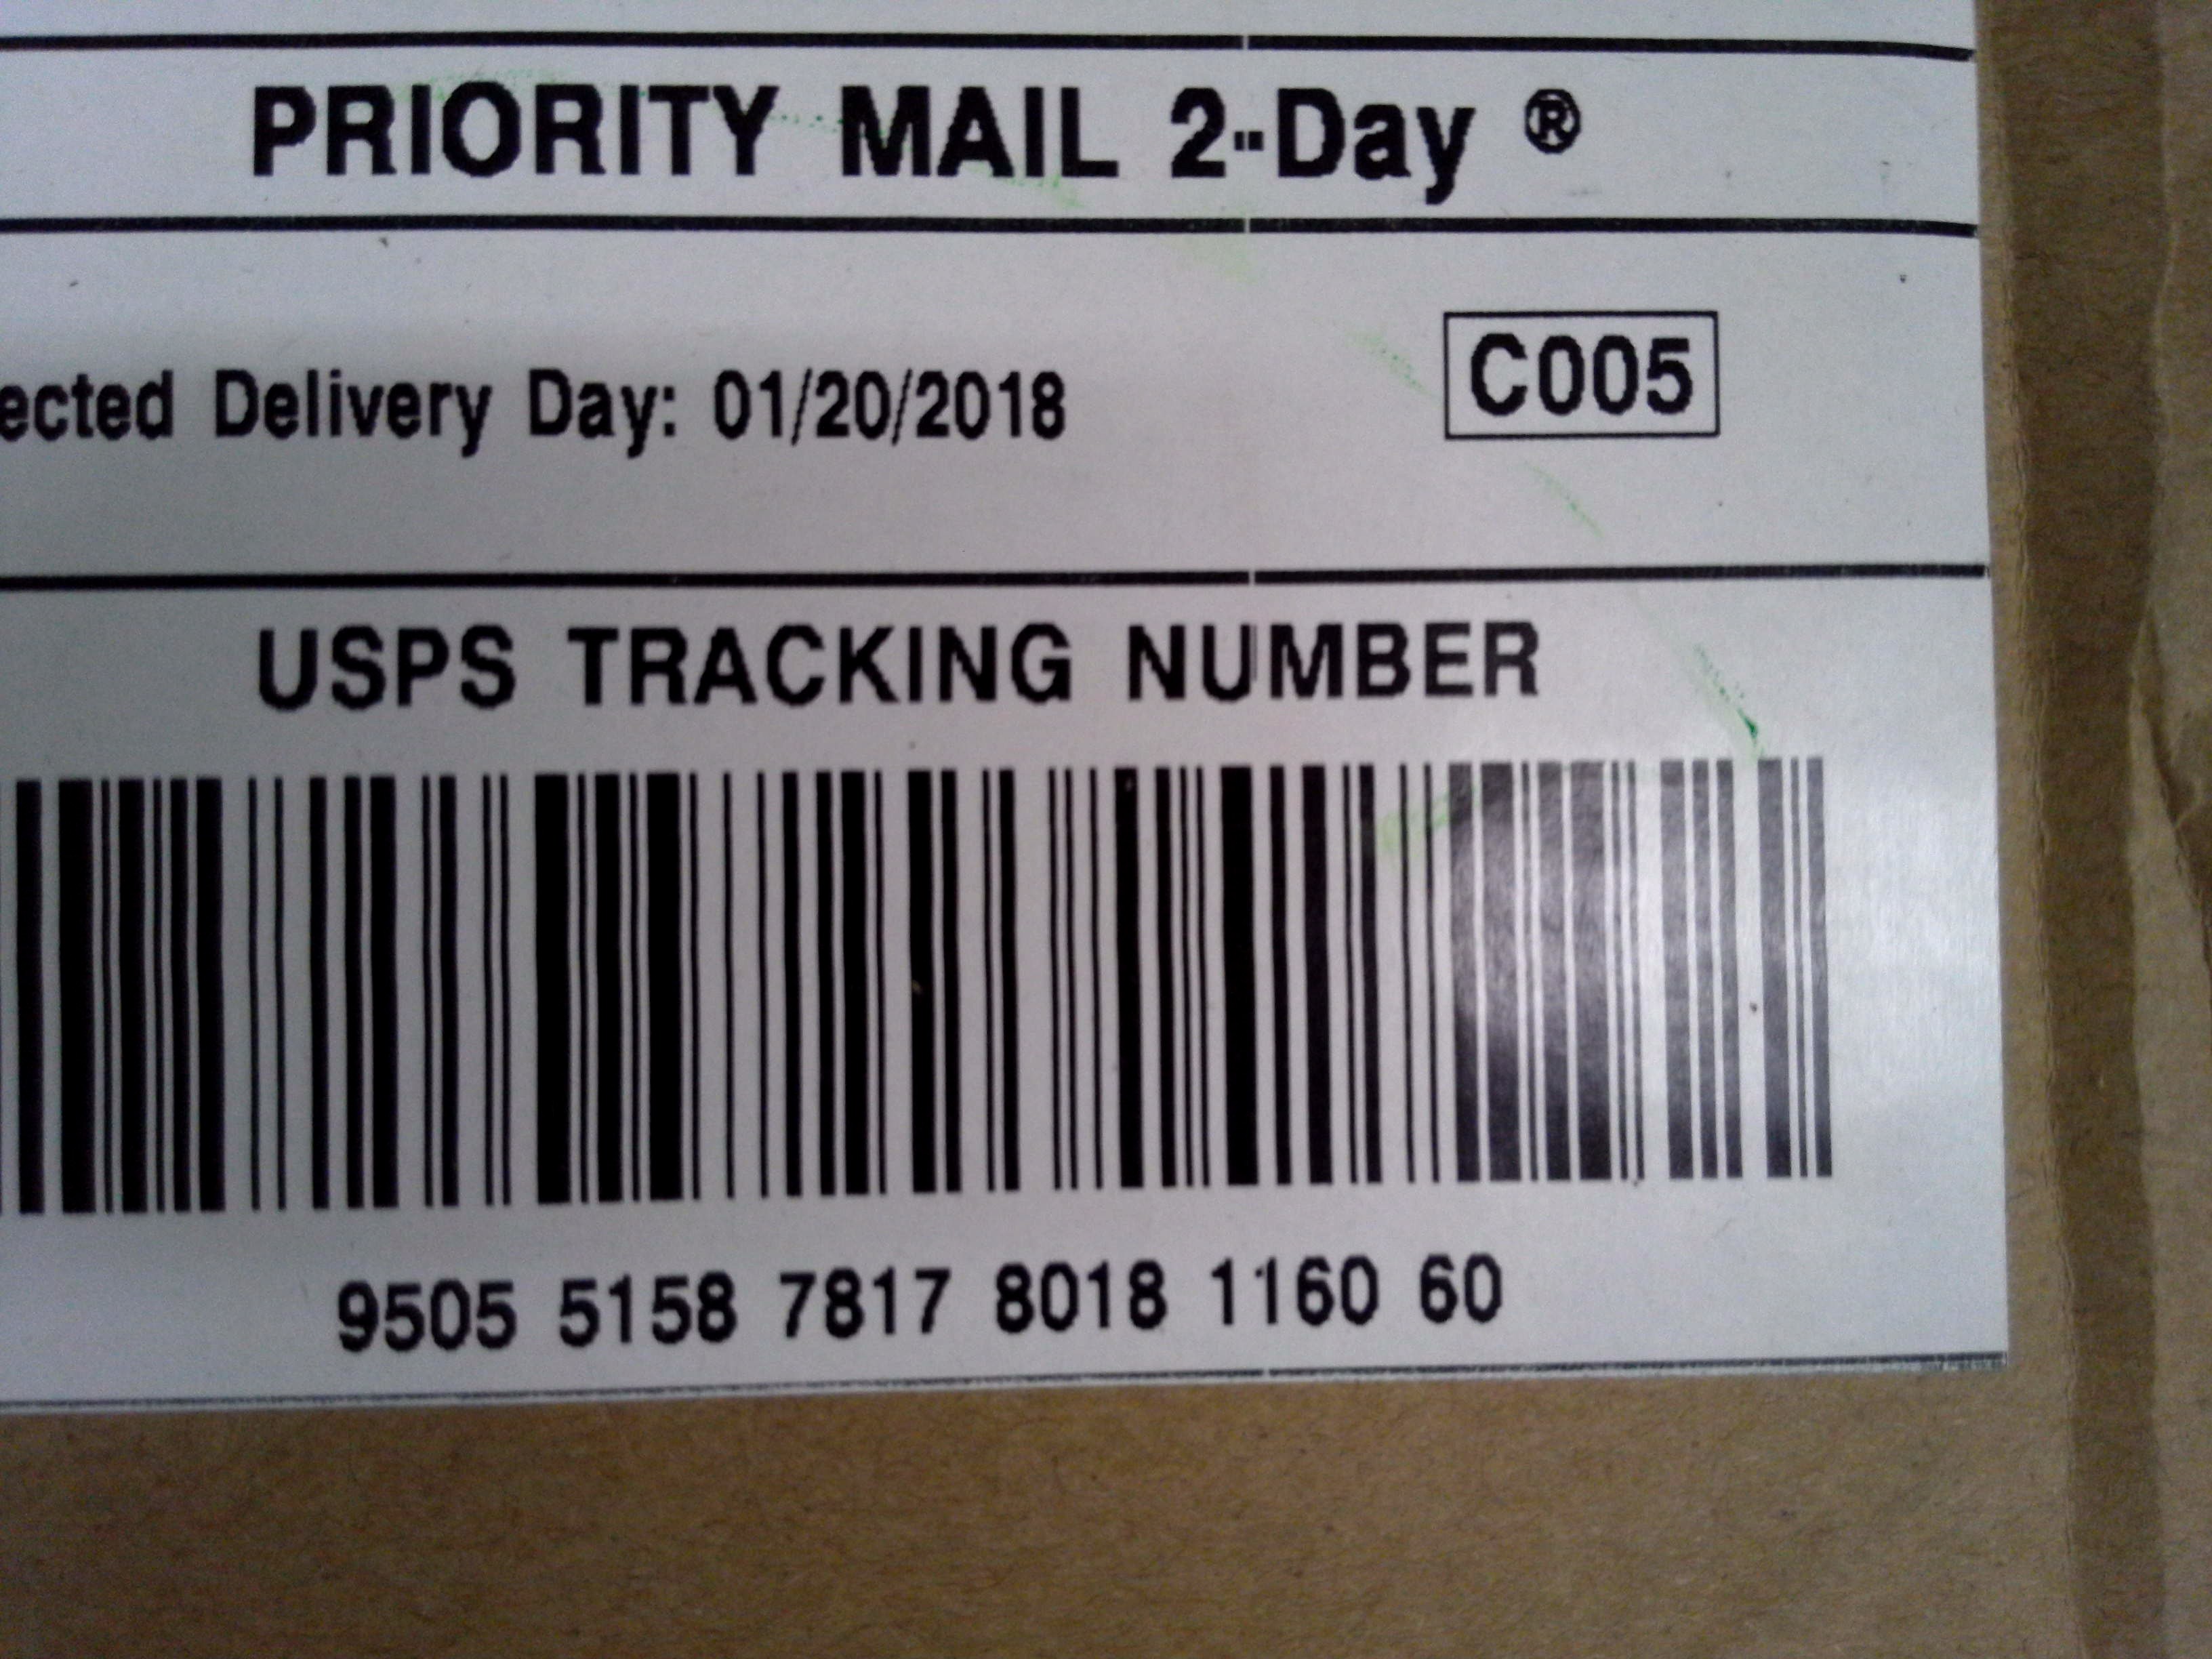 PRIORITY MAIL 2-Day ®
ected Delivery Day: 01/20/2018
C005
USPS TRACKING NUMBER
9505 5158 7817 8018 1160 60